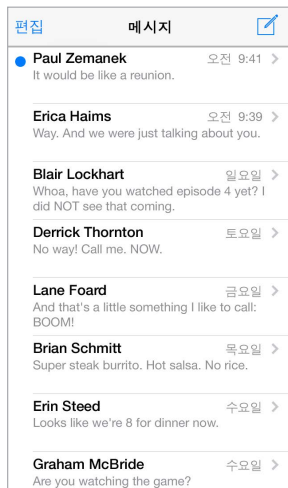 편집 메시지
Paul Zemanek 오전 9:41
It would be like a reunion.
Erica Haims 오전 9:39
Way. And we were just talking about you.
Blair Lockhart 일요일
Whoa, have you watched episode 4 yet? I
did NOT see that coming.
Derrick Thornton 토요일
No way! Call me. NOW.
Lane Foard 금요일
And that's a little something I like to call:
BOOM!
Brian Schmitt 목요일
Super steak burrito. Hot salsa. No rice.
Erin Steed 수요일
Looks like we're 8 for dinner now.
Graham McBride 수요일
Are you watching the game?